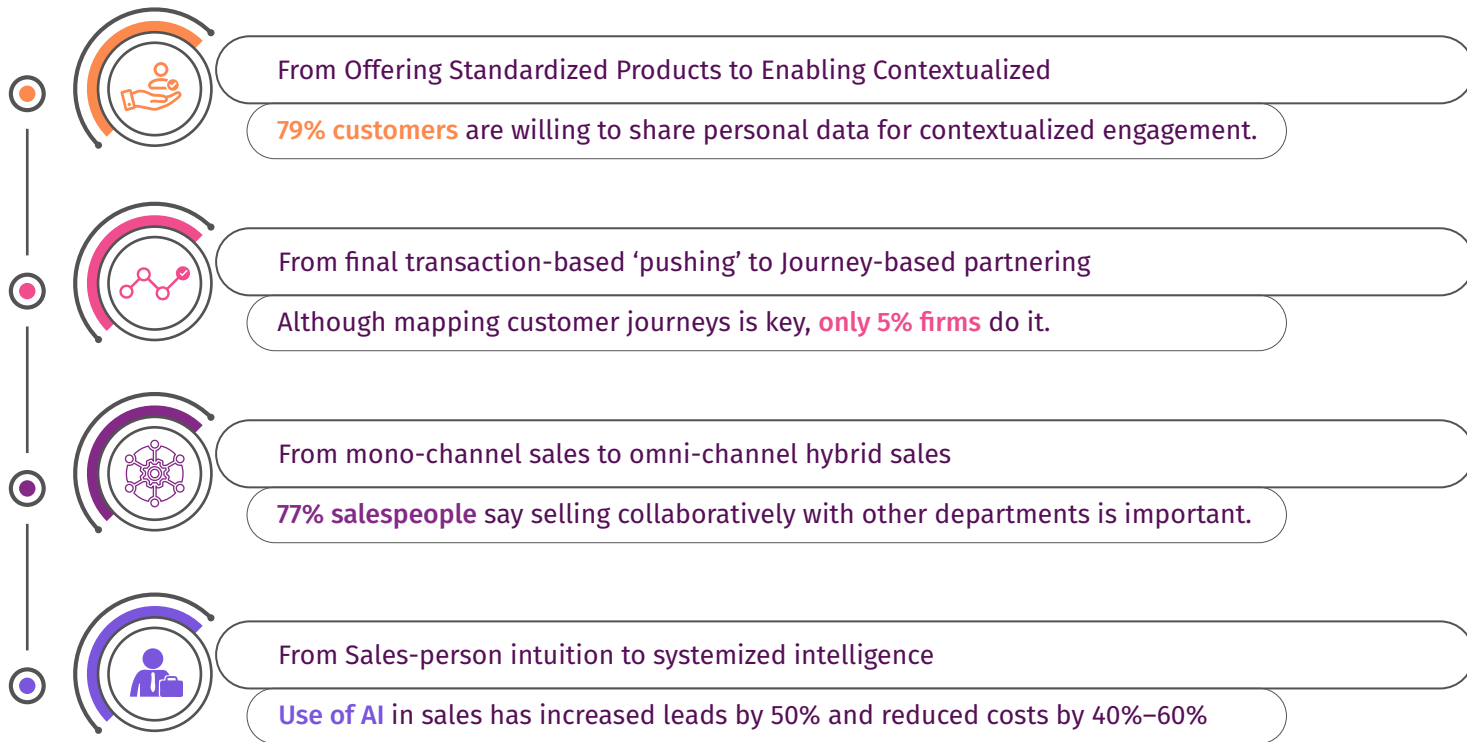 From Offering Standardized Products to Enabling Contextualized
79% customers are willing to share personal data for contextualized engagement.
From final transaction-based ‘pushing’ to Journey-based partnering
Although mapping customer journeys is key, only 5% firms do it.
From mono-channel sales to omni-channel hybrid sales
77% salespeople say selling collaboratively with other departments is important.
From Sales-person intuition to systemized intelligence
Use of AI in sales has increased leads by 50% and reduced costs by 40%–60%